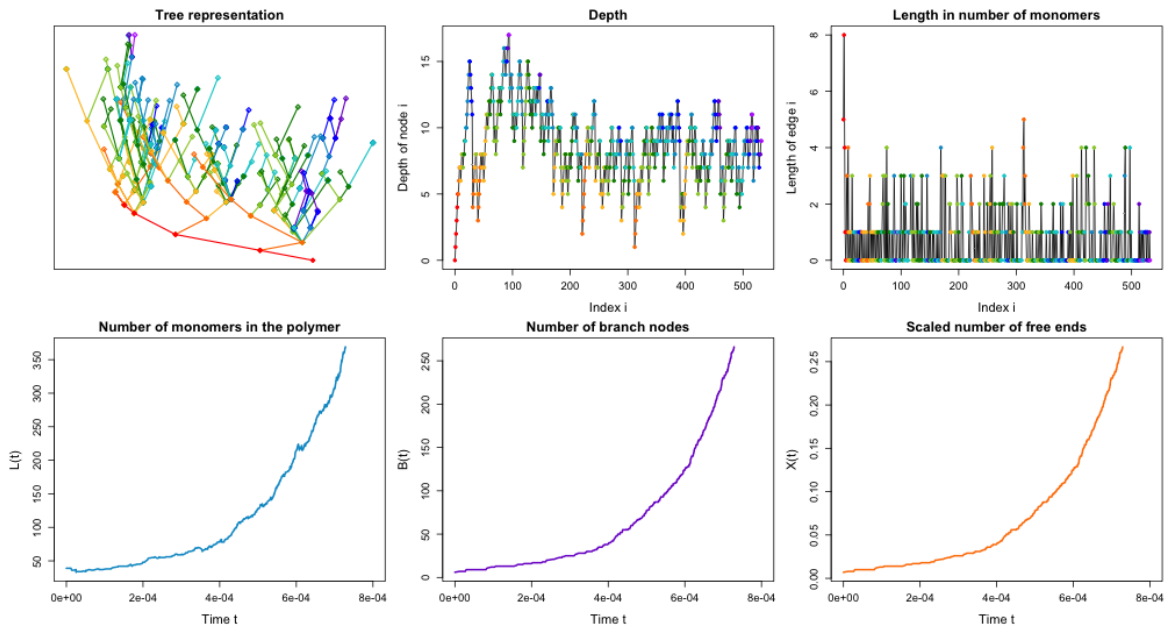 Tree representation
Depth
Depth of node i
15
10
5
0
0 100 200 300 400 500
Index i
Length in number of monomers
Length of edge i
8
6
4
2
0
0 100 200 300 400 500
Index i
Number of monomers in the polymer
L(t)
350
300
250
200
150
100
50
0e+00 2e-04 4e-04 6e-04 8e-04
Time t
Number of branch nodes
B(t)
250
200
150
100
50
0
0e+00 2e-04 4e-04 6e-04 8e-04
Time t
Scaled number of free ends
X(t)
0.25
0.20
0.15
0.10
0.05
0.00
0e+00 2e-04 4e-04 6e-04 8e-04
Time t